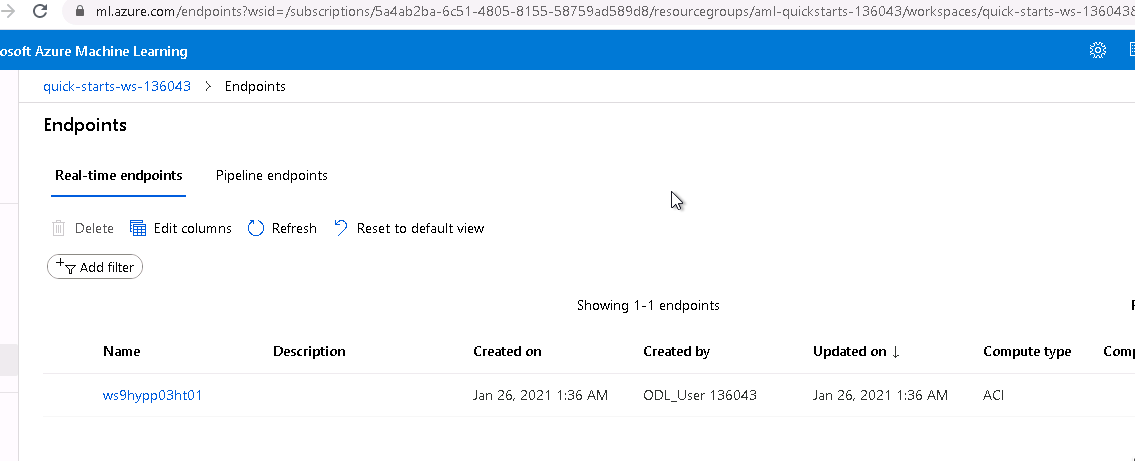 ml.azure.com/endpoints?wsid=/subscriptions/5a4ab2ba-6c51-4805-8155-58759ad589d8/resourcegroups/aml-quickstarts-136043/workspaces/quick-starts-ws-136043&
osoft Azure Machine Learning
quick-starts-ws-136043 > Endpoints
Endpoints
Real-time endpoints Pipeline endpoints
Delete Edit columns Refresh Reset to default view
Add filter
Showing 1-1 endpoints
Name Description Created on Created by Updated on ↓ Compute type Comp
ws9hypp03ht01 Jan 26, 2021 1:36 AM ODL_User 136043 Jan 26, 2021 1:36 AM ACI